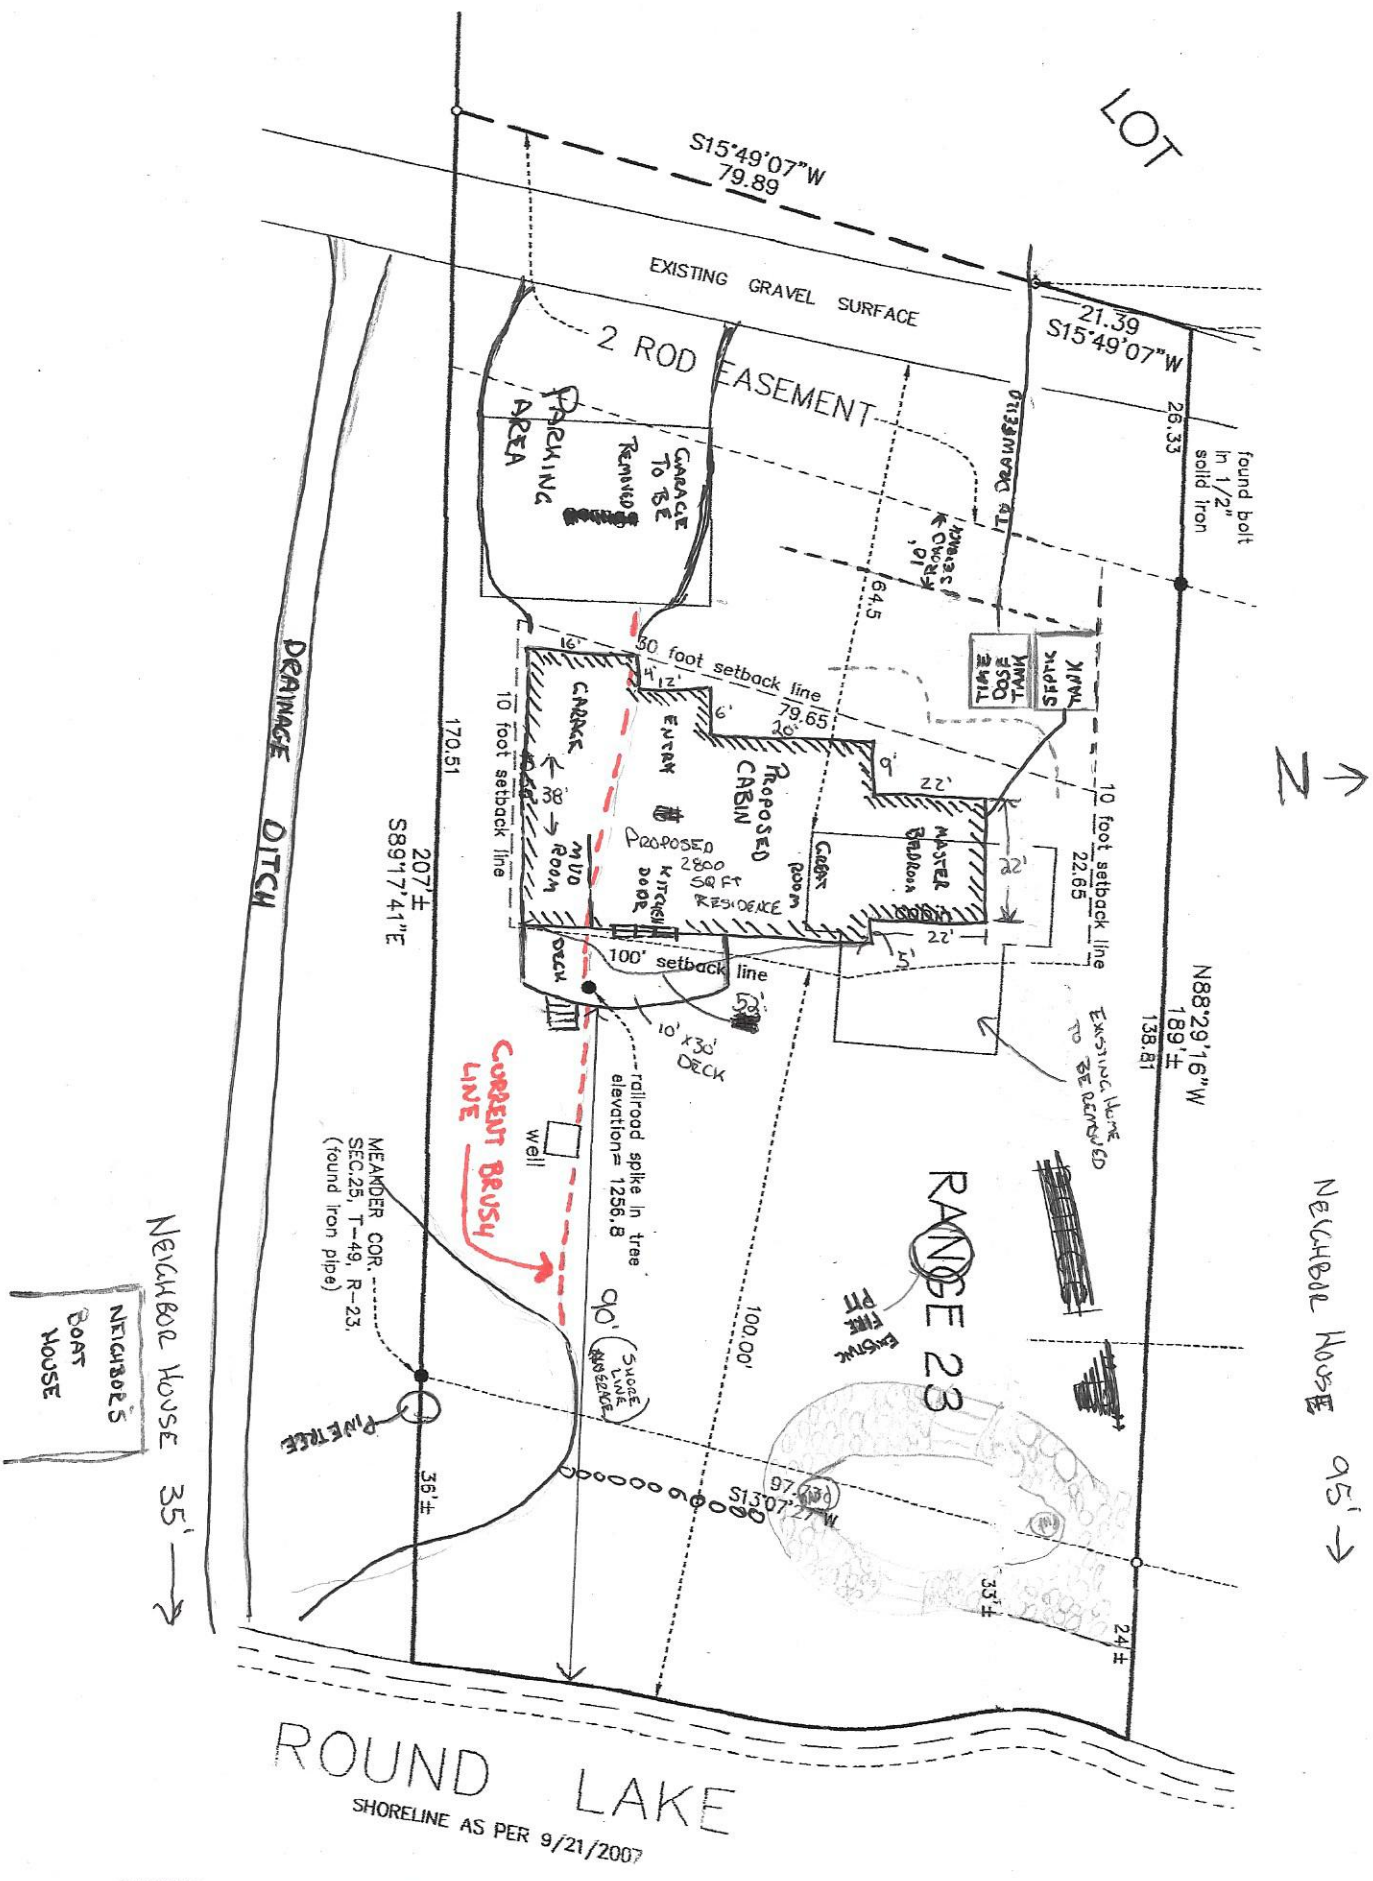 LOT
S15°49'07"W
79.89
EXISTING GRAVEL SURFACE
21.39
S15°49'07"W
2 ROD EASEMENT
26.33
found bolt
in 1/2"
solid iron
TO DRAINFIELD
PARKING
AREA
GARAGE
TO BE
REMOVED
10'
ROAD
SETBACK
64.5
SEPTIC
TANK
TIME
DOSE
TANK
30 foot setback line
79.65
16'
4'
12'
6'
20'
9'
22'
22'
22'
5'
GARAGE
ENTRY
PROPOSED
CABIN
38'
MUD
ROOM
PROPOSED
2800
SQ FT
RESIDENCE
KITCHEN
DOOR
GREAT
ROOM
MASTER
BEDROOM
10 foot setback line
10 foot setback line
22.65
N
DRAINAGE DITCH
170.51
207'±
S89°17'41"E
DECK
100' setback line
52'
10' x 30'
DECK
EXISTING HOME
TO BE REMOVED
N88°29'16"W
189'±
138.81
railroad spike in tree
elevation= 1256.8
well
CURRENT BRUSH
LINE
RANGE 23
EXISTING
FIRE
PIT
NEIGHBOR HOUSE 95'
MEANDER COR.
SEC.25, T-49, R-23,
(found iron pipe)
90'
(SHORE
LINE
AVERAGE)
100.00'
PINETREE
NEIGHBOR HOUSE 35'
NEIGHBOR'S
BOAT
HOUSE
36'±
97.73
S13°07'27"W
33'±
24'±
ROUND LAKE
SHORELINE AS PER 9/21/2007